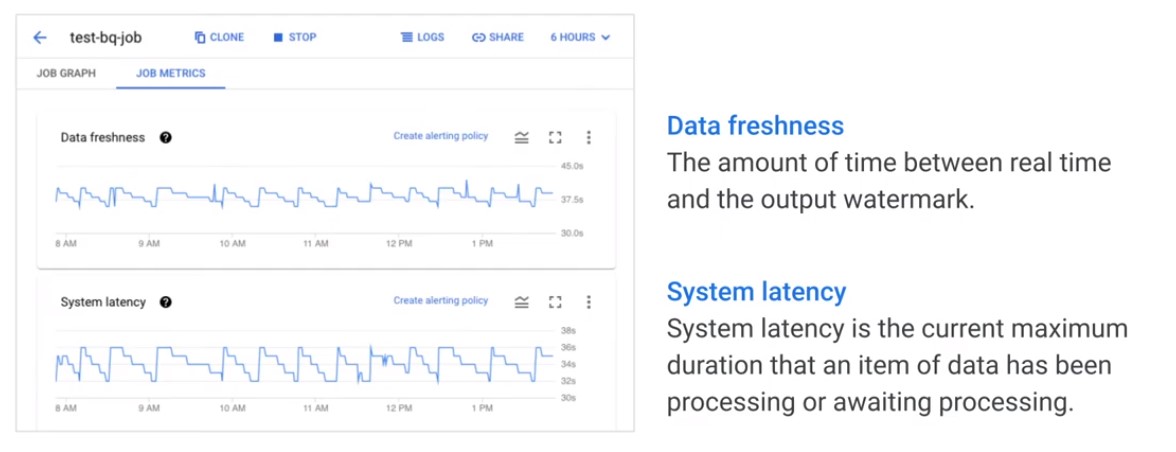 test-bq-job CLONE STOP LOGS SHARE 6 HOURS
JOB GRAPH JOB METRICS
Data freshness Create alerting policy
45.0s
37.5s
30.0s
8 AM 9 AM 10 AM 11 AM 12 PM 1 PM
System latency Create alerting policy
38s
36s
34s
32s
30s
8 AM 9 AM 10 AM 11 AM 12 PM 1 PM
Data freshness
The amount of time between real time
and the output watermark.
System latency
System latency is the current maximum
duration that an item of data has been
processing or awaiting processing.